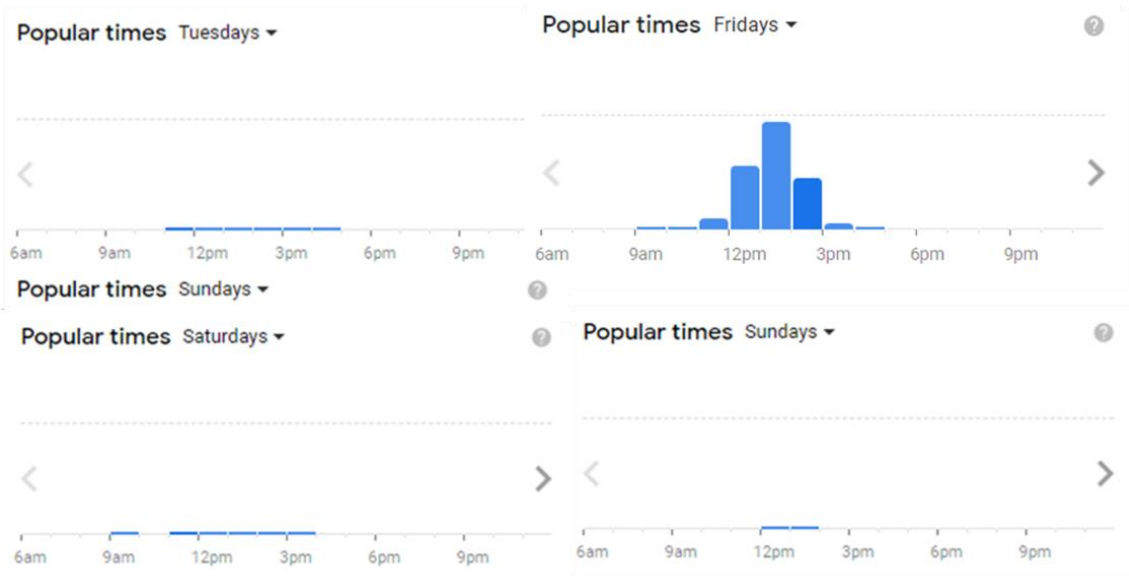 Popular times Tuesdays
6am 9am 12pm 3pm 6pm 9pm
Popular times Fridays ?
6am 9am 12pm 3pm 6pm 9pm
Popular times Sundays ?
Popular times Saturdays ?
6am 9am 12pm 3pm 6pm 9pm
Popular times Sundays ?
6am 9am 12pm 3pm 6pm 9pm